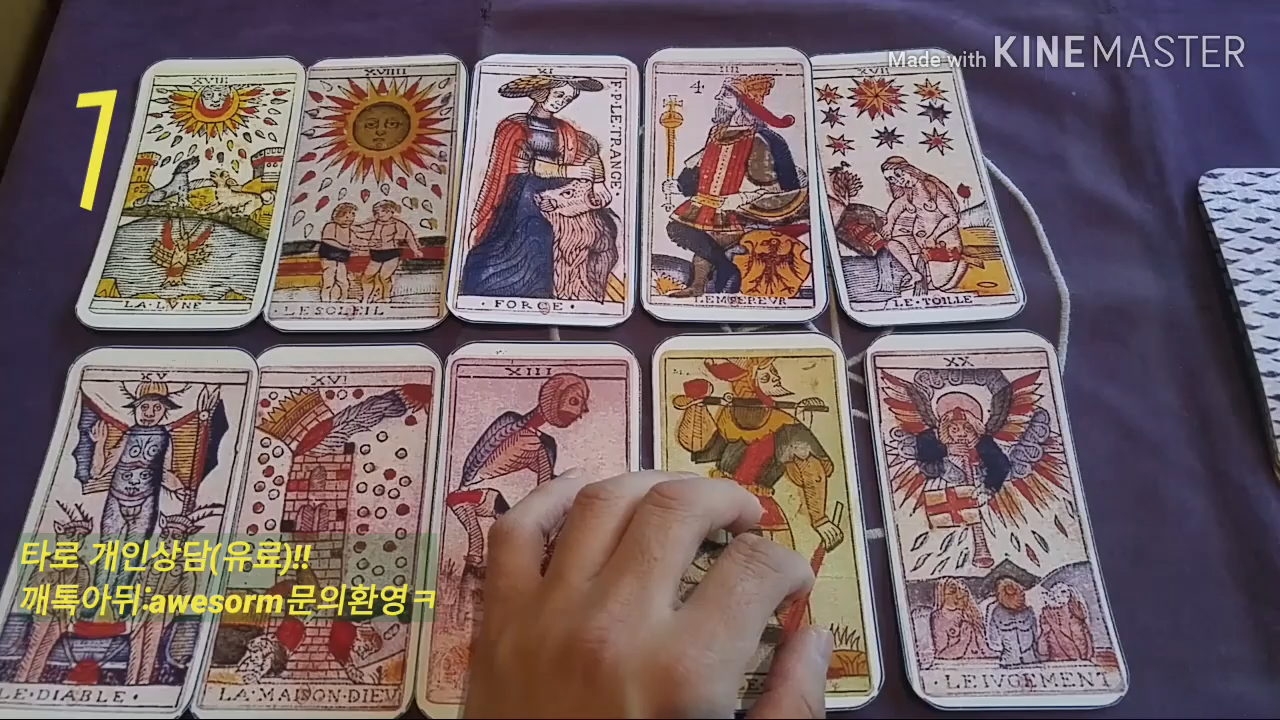 Made with KINEMASTER
1
XVIII
XVIIII
XI
IIII
XVII
4
F·P·LE·TRANGE·
LA·LVNE·
LE SOLEIL
·FORCE·
LEMPEREVR
LE·TOILLE
XV
XVI
XIII
XX
타로 개인상담(유료)!!
깨톡아뒤:awesorm문의환영ㅋ
LE·DIABLE·
LA·MAISON·DIEV
·LE·IVGEMENT